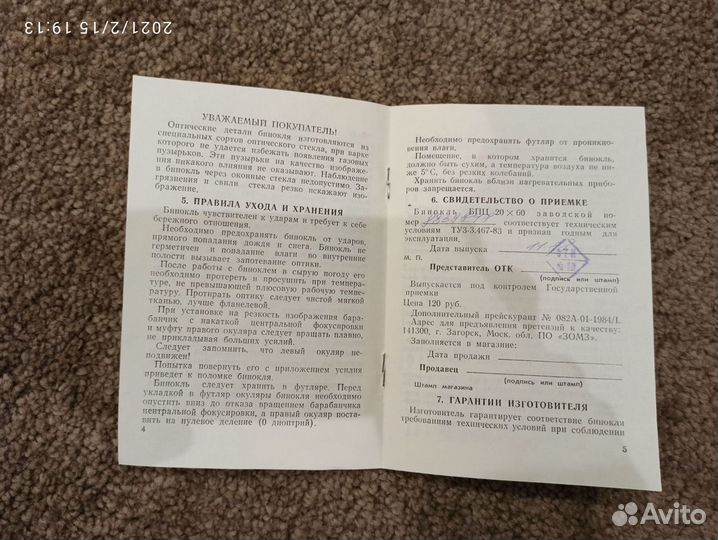 2021/2/15 19:13
УВАЖАЕМЫЙ ПОКУПАТЕЛЬ!
Оптические детали бинокля изготовляются из
специальных сортов оптического стекла, при варке
которого не удается избежать появления газовых
пузырьков. Эти пузырьки на качество изображе-
ния никакого влияния не оказывают. Наблюдение
в бинокль через оконные стекла недопустимо. За-
грязнения и свили стекла резко искажают изо-
бражение.
5. ПРАВИЛА УХОДА И ХРАНЕНИЯ
Бинокль чувствителен к ударам и требует к себе
бережного отношения.
Необходимо предохранять бинокль от ударов,
прямого попадания дождя и снега. Бинокль не
герметичен и попадание влаги во внутренние
полости вызывает запотевание оптики.
После работы с биноклем в сырую погоду его
необходимо протереть и просушить при темпера-
туре, не превышающей плюсовую рабочую темпе-
ратуру. Протирать оптику следует чистой мягкой
тканью, лучше фланелевой.
При установке на резкость изображения бара-
банчик с накаткой центральной фокусировки
и муфту правого окуляра следует вращать плавно,
не прикладывая больших усилий.
Следует запомнить, что левый окуляр не-
подвижен!
Попытка повернуть его с приложением усилия
приведет к поломке бинокля.
Бинокль следует хранить в футляре. Перед
укладкой в футляр окуляры бинокля необходимо
опустить вниз до отказа вращением барабанчика
центральной фокусировки, а правый окуляр поста-
вить на нулевое деление (0 диоптрий).
4
Необходимо предохранять футляр от проникно-
вения влаги.
Помещение, в котором хранится бинокль,
должно быть сухим, а температура воздуха не ни-
же 5°С, без резких колебаний.
Хранить бинокль вблизи нагревательных прибо-
ров запрещается.
6. СВИДЕТЕЛЬСТВО О ПРИЕМКЕ
Бинокль БПЦ 20×60 заводской но-
мер соответствует техническим
условиям ТУ3-3.467-83 и признан годным для
эксплуатации.
Дата выпуска
М. П.
Представитель ОТК
(подпись или штамп)
Выпускается под контролем Государственной
приемки
Цена 120 руб.
Дополнительный прейскурант № 082А-01-1984/1.
Адрес для предъявления претензий к качеству:
141300, г. Загорск, Моск. обл. ПО «ЗОМЗ».
Заполняется в магазине:
Дата продажи
Продавец
(подпись или штамп)
Штамп магазина
7. ГАРАНТИИ ИЗГОТОВИТЕЛЯ
Изготовитель гарантирует соответствие бинокля
требованиям технических условий при соблюдении
5
Avito